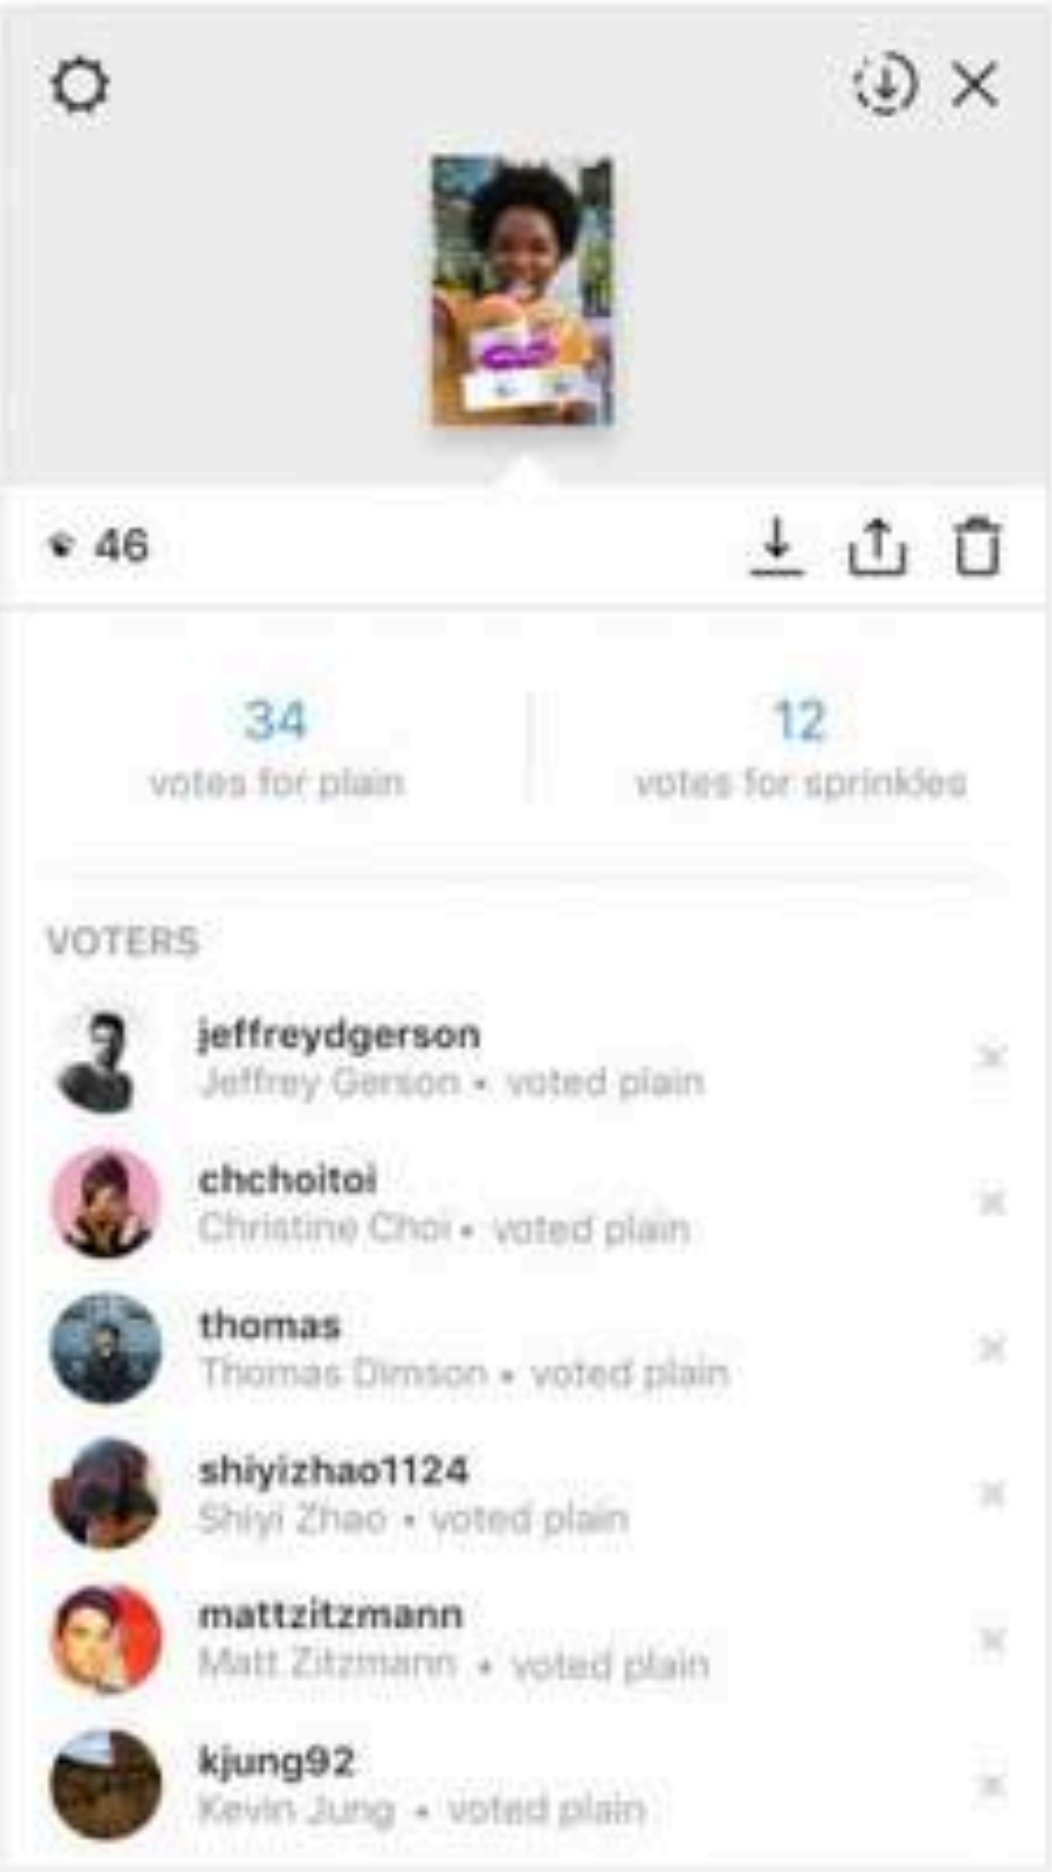 46
34
votes for plain
12
votes for sprinkles
VOTERS
jeffreydgerson
Jeffrey Gerson • voted plain
chchoitoi
Christine Choi • voted plain
thomas
Thomas Dimson • voted plain
shiyizhao1124
Shiyi Zhao • voted plain
mattzitzmann
Matt Zitzmann • voted plain
kjung92
Kevin Jung • voted plain